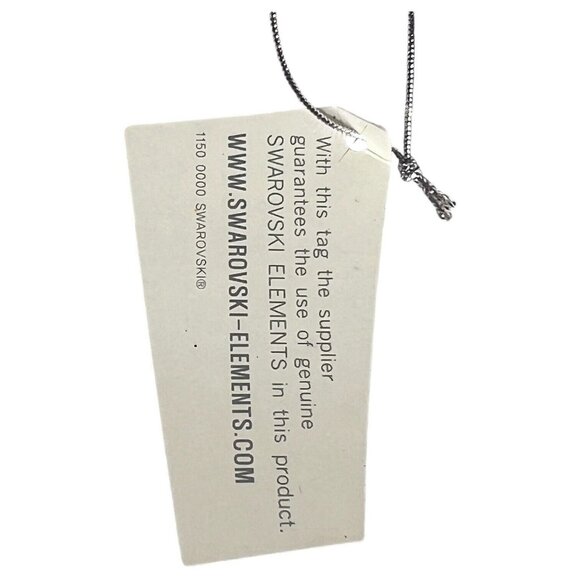 With this tag the supplier
guarantees the use of genuine
SWAROVSKI ELEMENTS in this product.
WWW.SWAROVSKI-ELEMENTS.COM
1150 0000 SWAROVSKI®